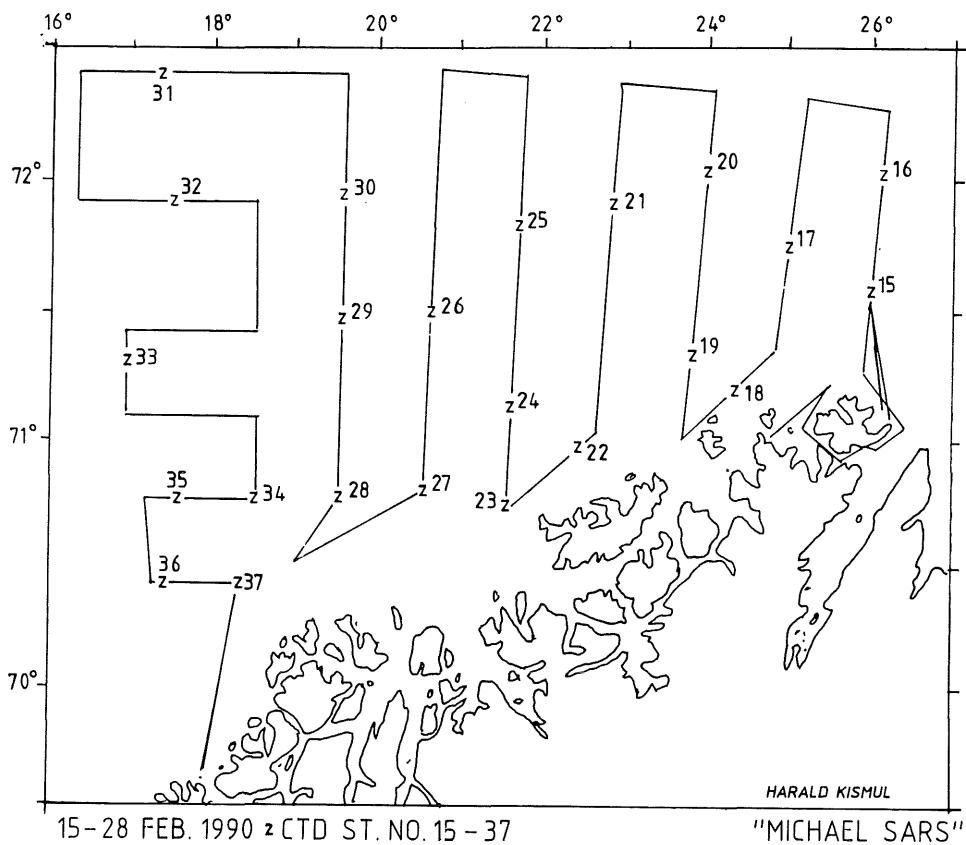 16° 18° 20° 22° 24° 26°
z
31
72°
z 32
z 30
z 20
z 16
z 21
z 25
z 17
z 15
z 29
z 26
z 33
z 19
z 18
z 24
71°
z 22
35 z
z 34
z 28
z 27
23 z
36 z
z 37
70°
HARALD KISMUL
15-28 FEB. 1990 z CTD ST. NO. 15-37
"MICHAEL SARS"